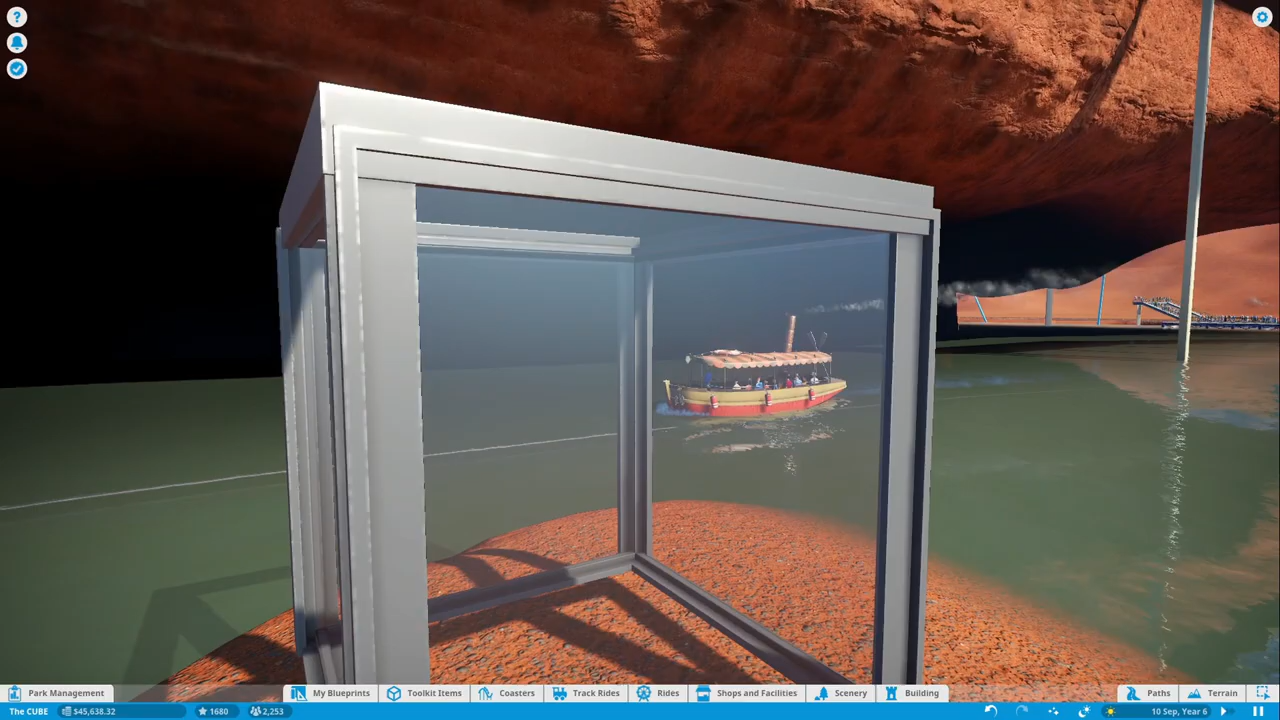 ?
Park Management
My Blueprints
Toolkit Items
Coasters
Track Rides
Rides
Shops and Facilities
Scenery
Building
Paths
Terrain
The CUBE
$45,638.32
1680
2,253
10 Sep, Year 6